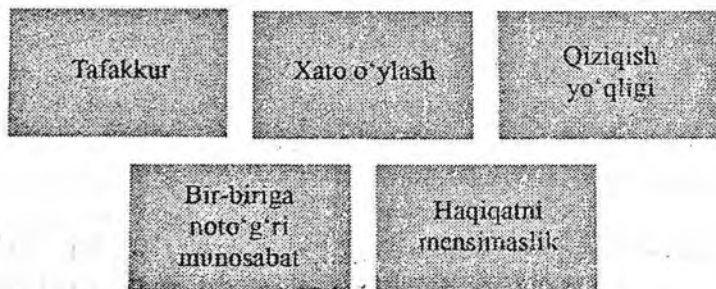 Tafakkur
Xato o‘ylash
Qiziqish
yo‘qligi
Bir-biriga
noto‘g‘ri
munosabat
Haqiqatni
mensimaslik